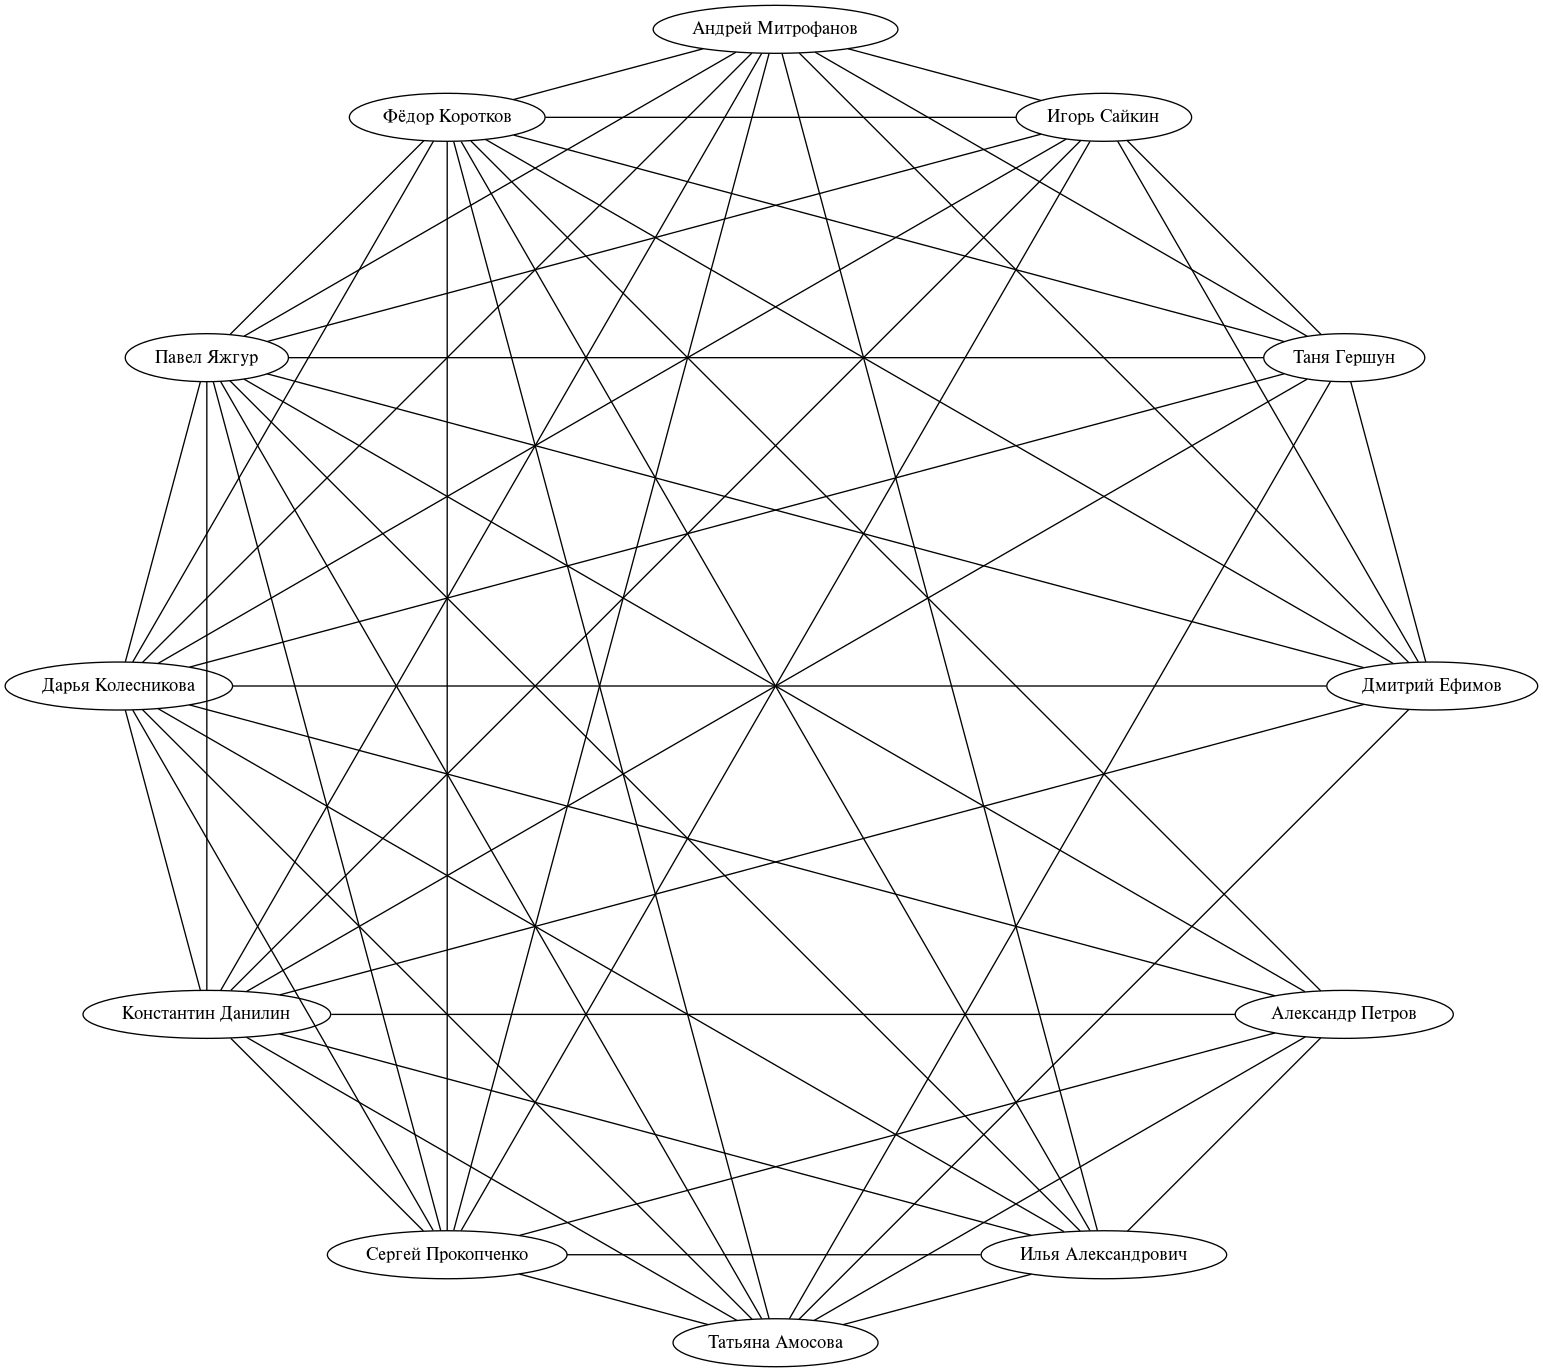 Андрей Митрофанов
Фёдор Коротков
Игорь Сайкин
Павел Яжгур
Таня Гершун
Дарья Колесникова
Дмитрий Ефимов
Константин Данилин
Александр Петров
Сергей Прокопченко
Илья Александрович
Татьяна Амосова